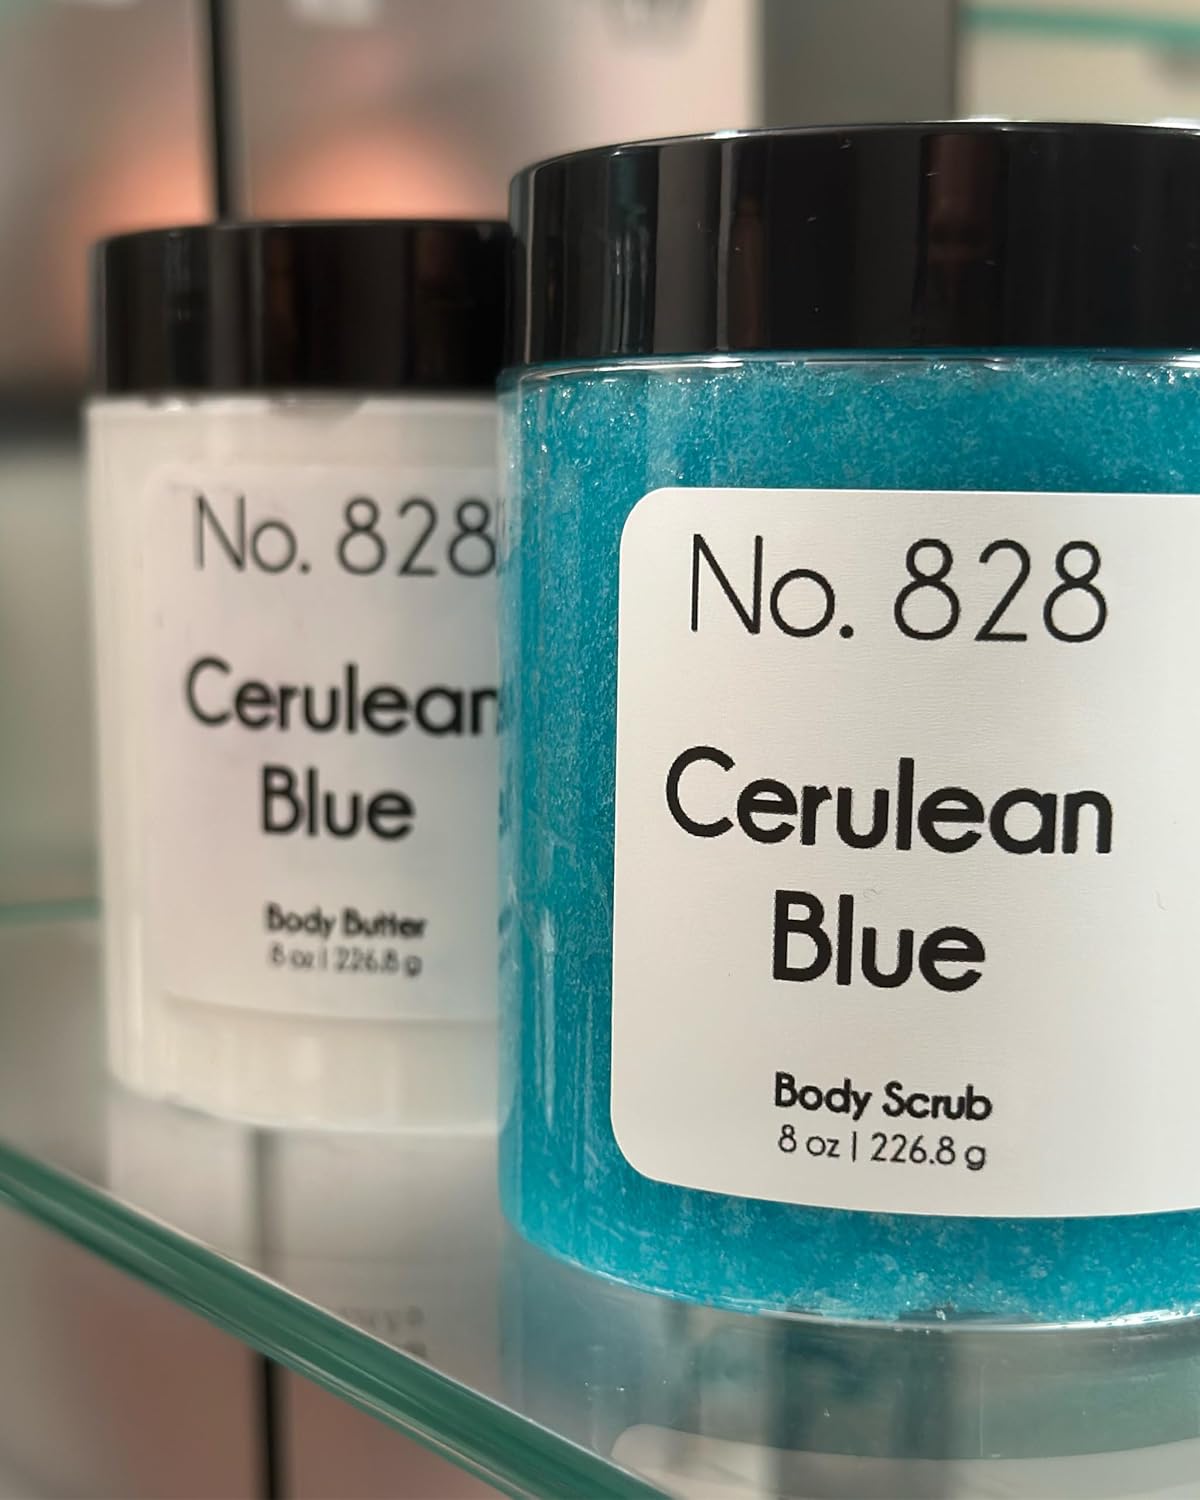 No. 828
Cerulean
Blue
Body Butter
8 oz | 226.8 g
No. 828
Cerulean
Blue
Body Scrub
8 oz | 226.8 g